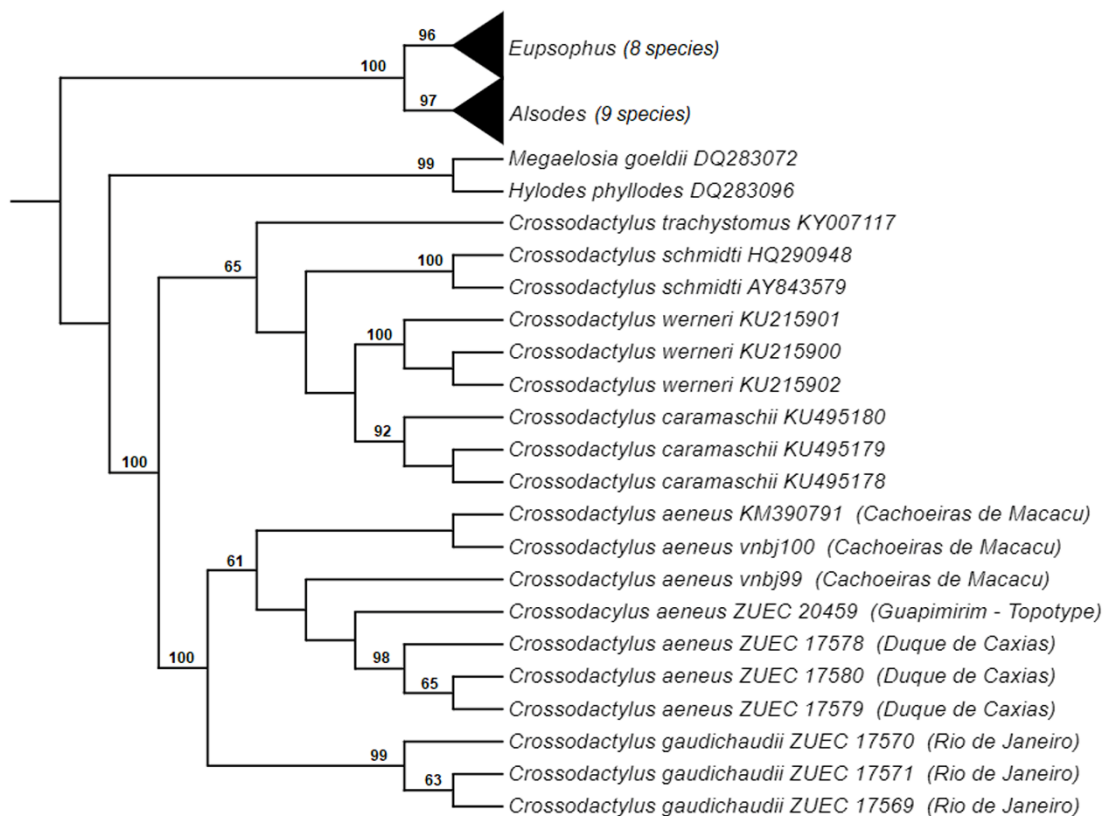 96
Eupsophus (8 species)
100
97
Alsodes (9 species)
99
Megaelosia goeldii DQ283072
Hylodes phyllodes DQ283096
Crossodactylus trachystomus KY007117
65
100
Crossodactylus schmidti HQ290948
Crossodactylus schmidti AY843579
Crossodactylus werneri KU215901
100
Crossodactylus werneri KU215900
Crossodactylus werneri KU215902
Crossodactylus caramaschii KU495180
92
Crossodactylus caramaschii KU495179
100
Crossodactylus caramaschii KU495178
Crossodactylus aeneus KM390791 (Cachoeiras de Macacu)
Crossodactylus aeneus vnbj100 (Cachoeiras de Macacu)
61
Crossodactylus aeneus vnbj99 (Cachoeiras de Macacu)
Crossodacylus aeneus ZUEC 20459 (Guapimirim - Topotype)
Crossodactylus aeneus ZUEC 17578 (Duque de Caxias)
100
98
Crossodactylus aeneus ZUEC 17580 (Duque de Caxias)
65
Crossodactylus aeneus ZUEC 17579 (Duque de Caxias)
Crossodactylus gaudichaudii ZUEC 17570 (Rio de Janeiro)
99
Crossodactylus gaudichaudii ZUEC 17571 (Rio de Janeiro)
63
Crossodactylus gaudichaudii ZUEC 17569 (Rio de Janeiro)